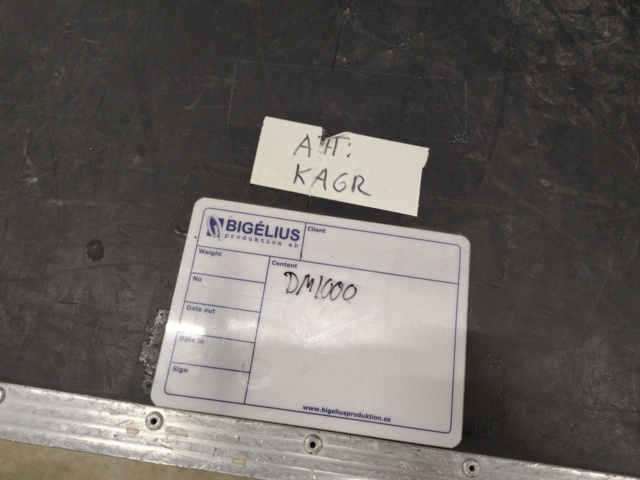 Att:
KAGR
BIGÉLIUS
produktion ab
Client
Weight
Content
DM1000
No
Date out
Date in
Sign
www.bigeliusproduktion.se